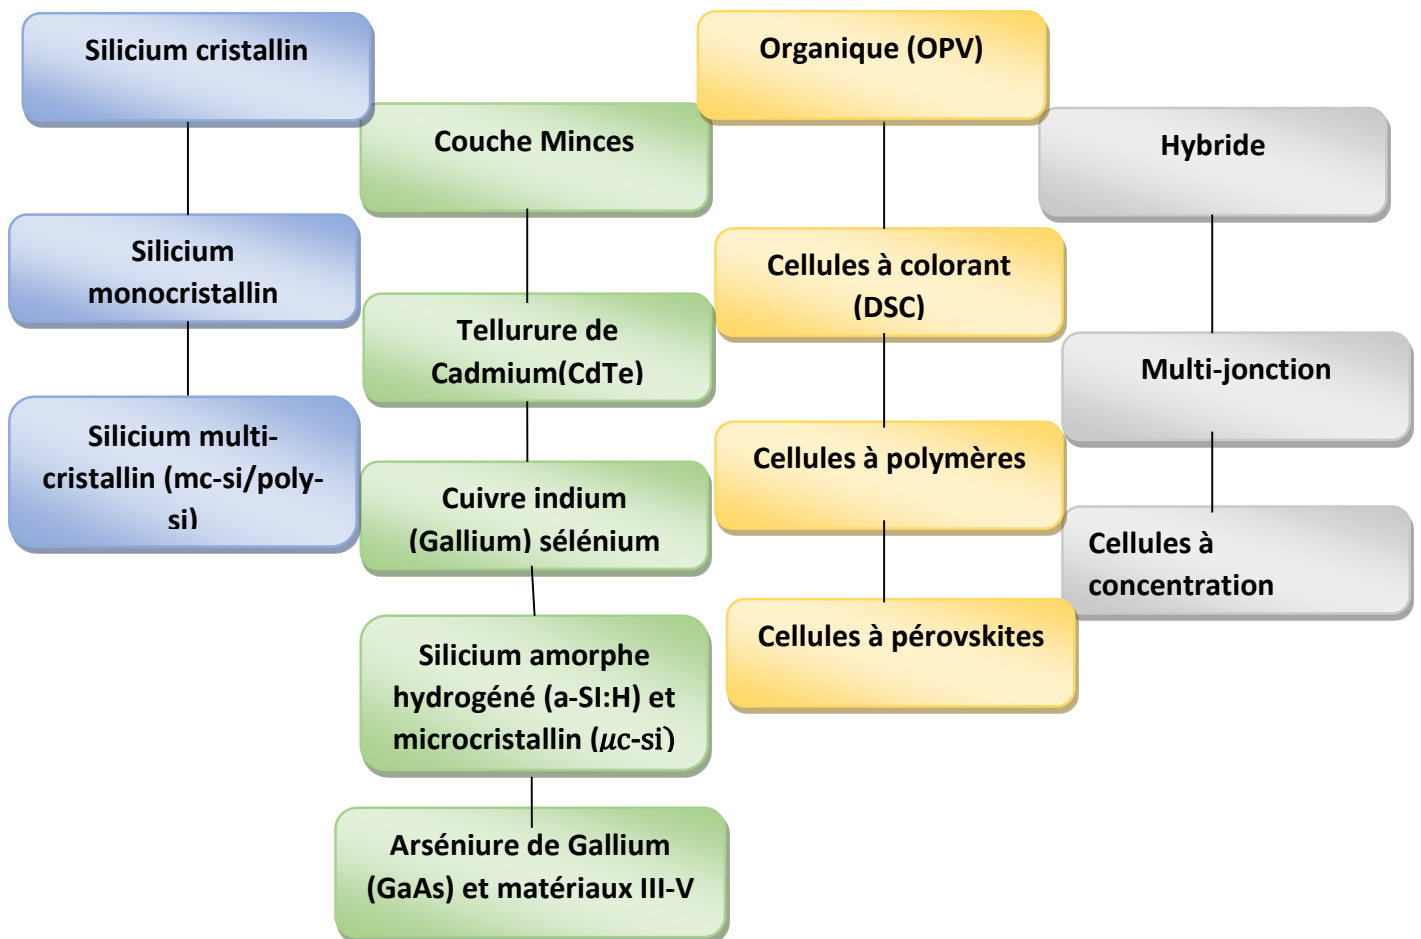 Silicium cristallin
Silicium
monocristallin
Silicium multi-
cristallin (mc-si/poly-
si)
Couche Minces
Tellurure de
Cadmium(CdTe)
Cuivre indium
(Gallium) sélénium
Silicium amorphe
hydrogéné (a-SI:H) et
microcristallin (μc-si)
Arséniure de Gallium
(GaAs) et matériaux III-V
Organique (OPV)
Cellules à colorant
(DSC)
Cellules à polymères
Cellules à pérovskites
Hybride
Multi-jonction
Cellules à
concentration